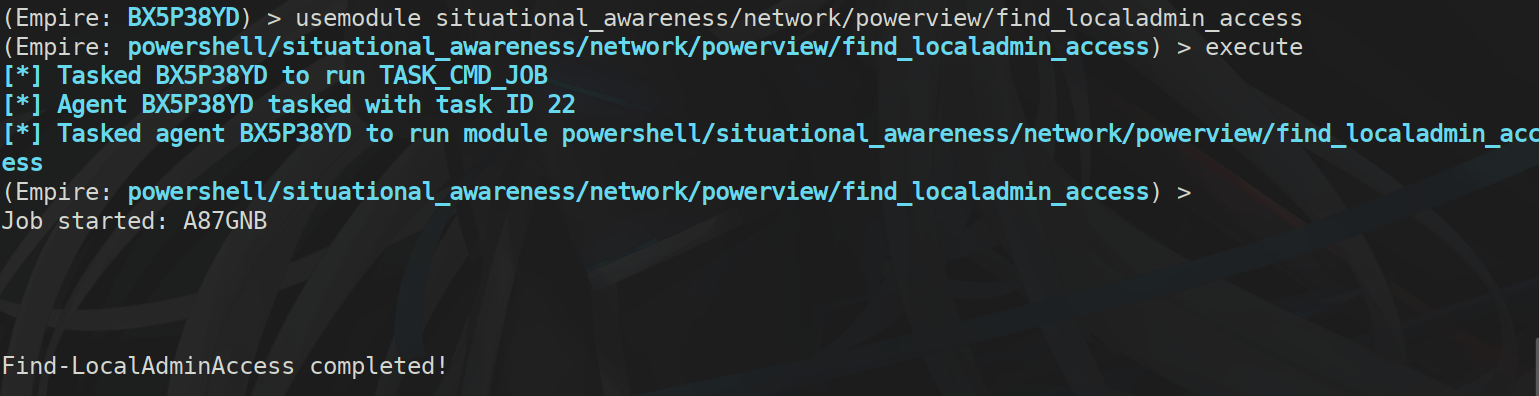 (Empire: BX5P38YD) > usemodule situational_awareness/network/powerview/find_localadmin_access
(Empire: powershell/situational_awareness/network/powerview/find_localadmin_access) > execute
[*] Tasked BX5P38YD to run TASK_CMD_JOB
[*] Agent BX5P38YD tasked with task ID 22
[*] Tasked agent BX5P38YD to run module powershell/situational_awareness/network/powerview/find_localadmin_acc
ess
(Empire: powershell/situational_awareness/network/powerview/find_localadmin_access) >
Job started: A87GNB
Find-LocalAdminAccess completed!